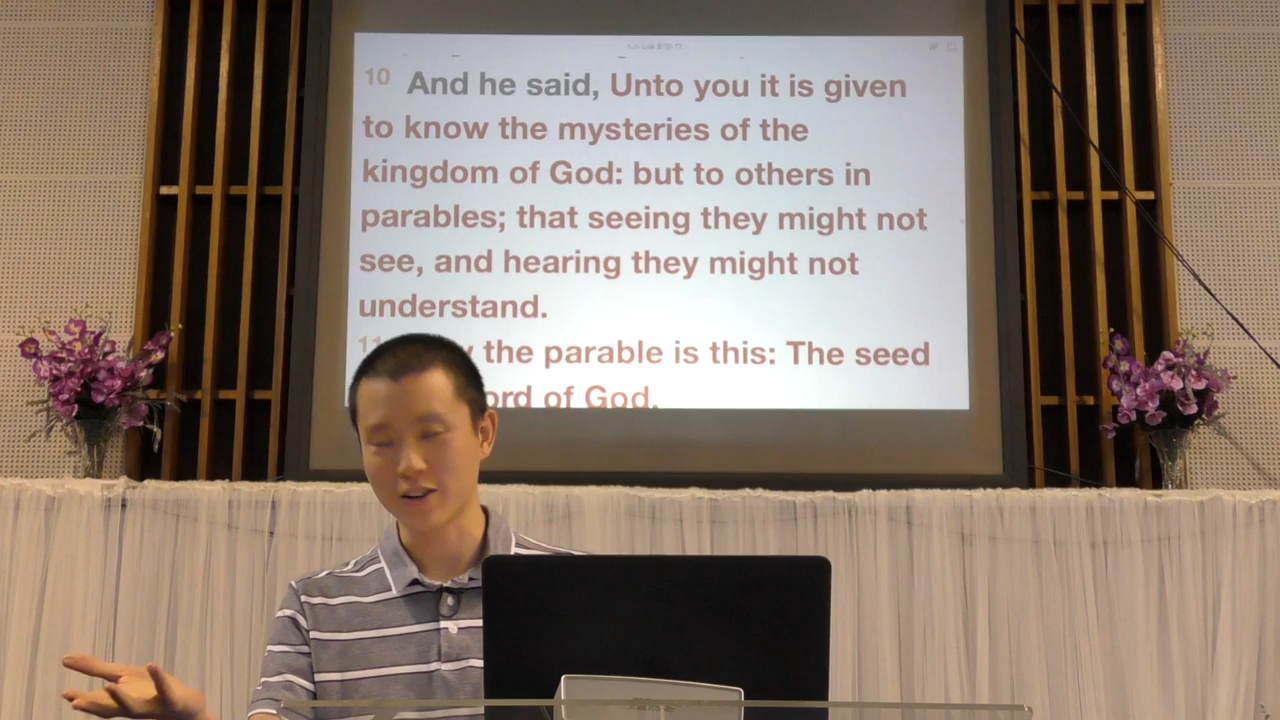 10 And he said, Unto you it is given
to know the mysteries of the
kingdom of God: but to others in
parables; that seeing they might not
see, and hearing they might not
understand.
the parable is this: The seed
of God.